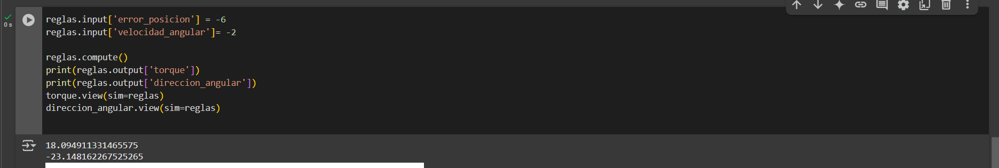 reglas.input['error_posicion'] = -6
0 s
reglas.input['velocidad_angular']= -2
reglas.compute()
print(reglas.output['torque'])
print(reglas.output['direccion_angular'])
torque.view(sim=reglas)
direccion_angular.view(sim=reglas)
18.094911331465575
-23.148162267525265